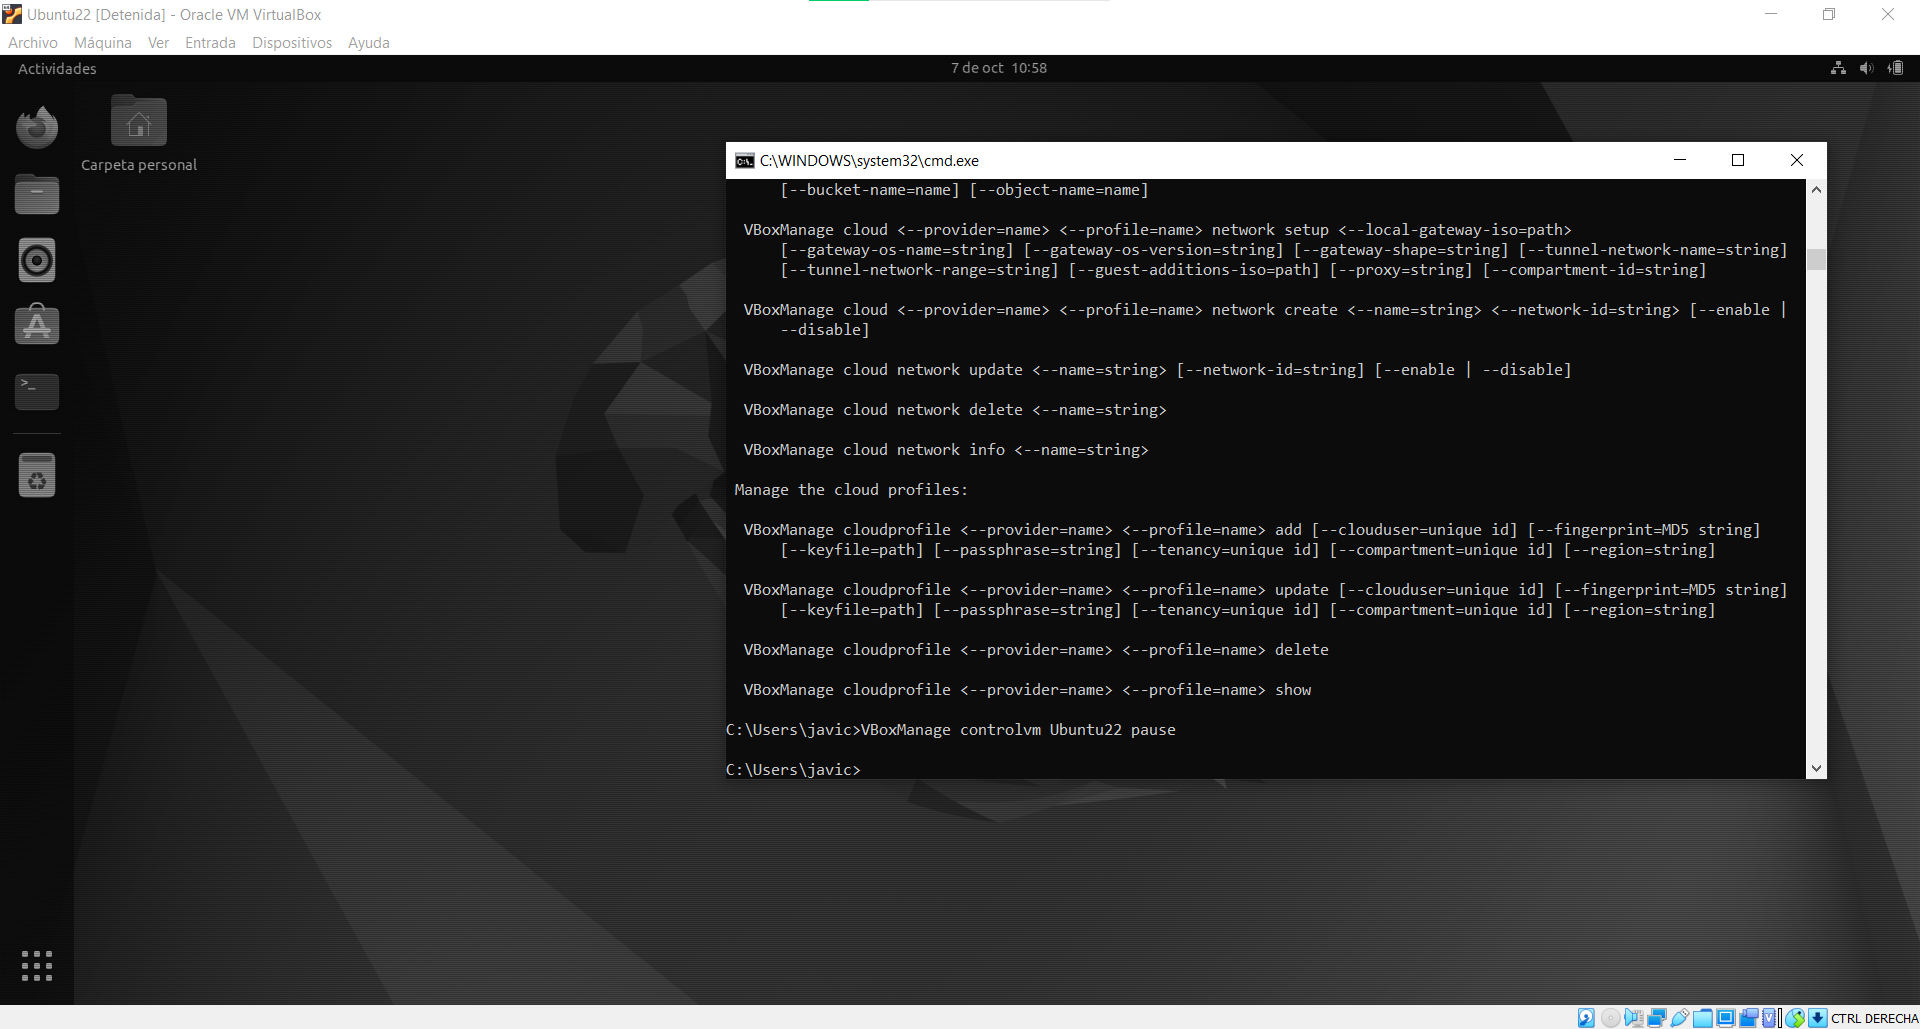 Ubuntu22 [Detenida] - Oracle VM VirtualBox
Archivo Máquina Ver Entrada Dispositivos Ayuda
Actividades
7 de oct 10:58
Carpeta personal
C:\WINDOWS\system32\cmd.exe
[--bucket-name=name] [--object-name=name]
VBoxManage cloud <--provider=name> <--profile=name> network setup <--local-gateway-iso=path>
[--gateway-os-name=string] [--gateway-os-version=string] [--gateway-shape=string] [--tunnel-network-name=string]
[--tunnel-network-range=string] [--guest-additions-iso=path] [--proxy=string] [--compartment-id=string]
VBoxManage cloud <--provider=name> <--profile=name> network create <--name=string> <--network-id=string> [--enable |
--disable]
VBoxManage cloud network update <--name=string> [--network-id=string] [--enable | --disable]
VBoxManage cloud network delete <--name=string>
VBoxManage cloud network info <--name=string>
Manage the cloud profiles:
VBoxManage cloudprofile <--provider=name> <--profile=name> add [--clouduser=unique id] [--fingerprint=MD5 string]
[--keyfile=path] [--passphrase=string] [--tenancy=unique id] [--compartment=unique id] [--region=string]
VBoxManage cloudprofile <--provider=name> <--profile=name> update [--clouduser=unique id] [--fingerprint=MD5 string]
[--keyfile=path] [--passphrase=string] [--tenancy=unique id] [--compartment=unique id] [--region=string]
VBoxManage cloudprofile <--provider=name> <--profile=name> delete
VBoxManage cloudprofile <--provider=name> <--profile=name> show
C:\Users\javic>VBoxManage controlvm Ubuntu22 pause
C:\Users\javic>
CTRL DERECHA